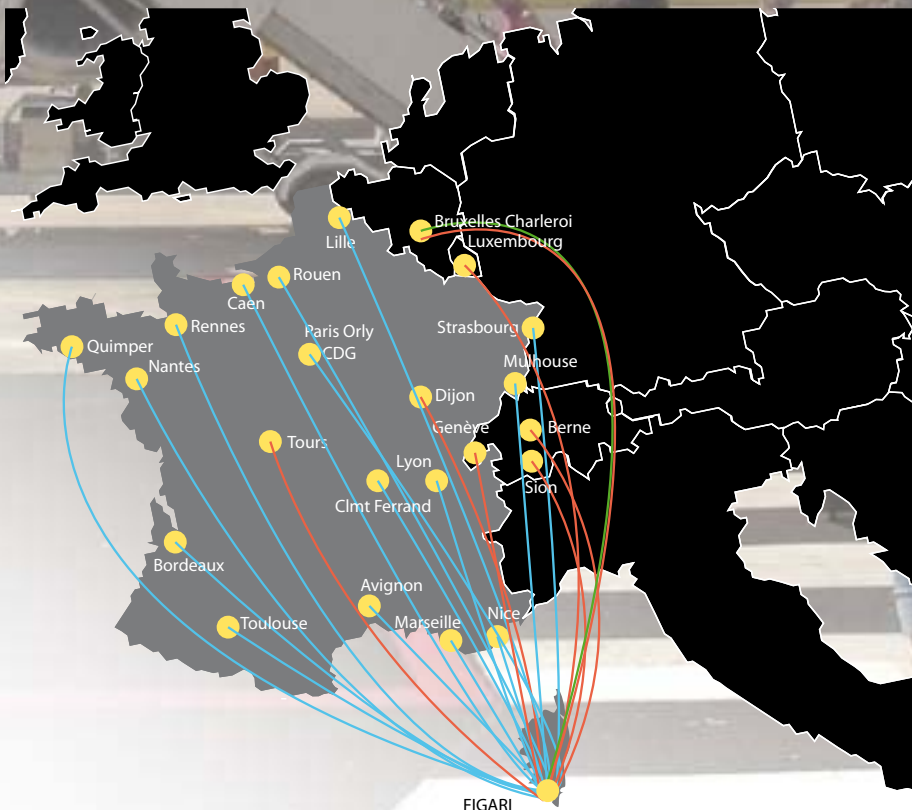 Bruxelles Charleroi
Lille
Luxembourg
Rouen
Caen
Rennes
Paris Orly
Strasbourg
Quimper
CDG
Nantes
Mulhouse
Dijon
Genève
Berne
Tours
Lyon
Sion
Clmt Ferrand
Bordeaux
Avignon
Marseille
Nice
Toulouse
FIGARI